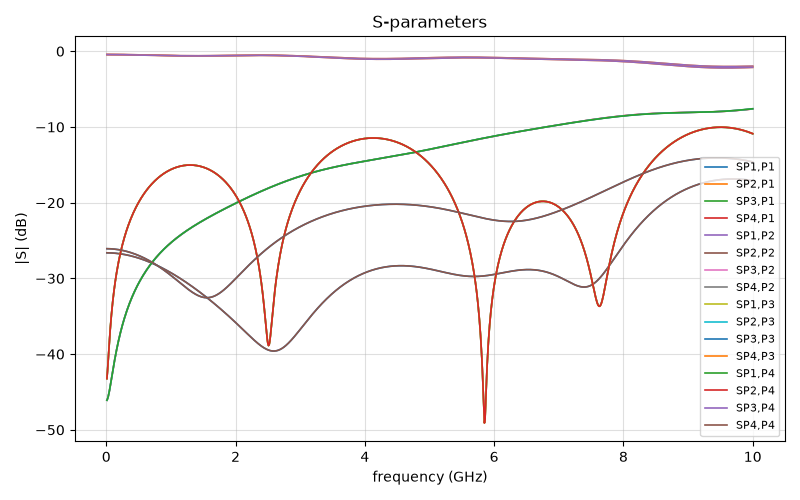 S-parameters
|S| (dB)
0
−10
−20
−30
−40
−50
SP1,P1
SP2,P1
SP3,P1
SP4,P1
SP1,P2
SP2,P2
SP3,P2
SP4,P2
SP1,P3
SP2,P3
SP3,P3
SP4,P3
SP1,P4
SP2,P4
SP3,P4
SP4,P4
0 2 4 6 8 10
frequency (GHz)